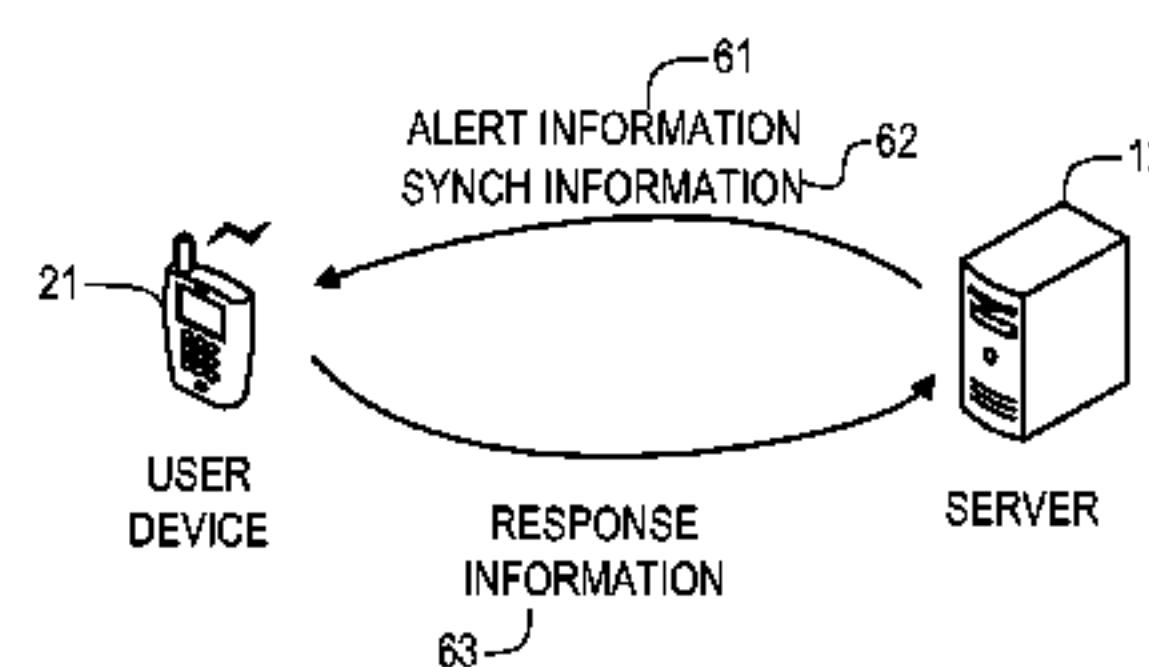 61
ALERT INFORMATION
62
SYNCH INFORMATION
21
USER
DEVICE
SERVER
RESPONSE
INFORMATION
63